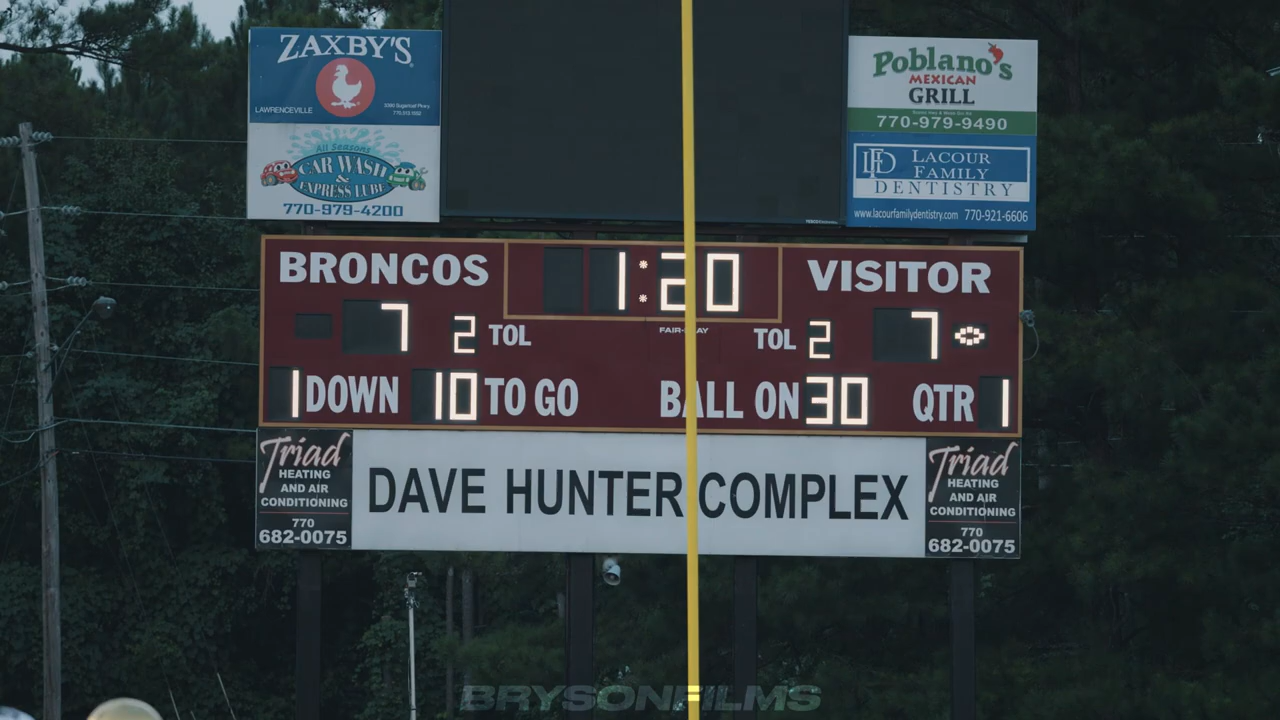 ZAXBY'S
LAWRENCEVILLE
All Seasons
CAR WASH
&
EXPRESS LUBE
770-979-4200
Poblano's
MEXICAN
GRILL
770-979-9490
LFD
LACOUR
FAMILY
DENTISTRY
www.lacourfamilydentistry.com 770-921-6606
BRONCOS 1:20 VISITOR
7 2 TOL FAIR-PLAY TOL 2 7
1 DOWN 10 TO GO BALL ON 30 QTR 1
Triad
HEATING
AND AIR
CONDITIONING
770
682-0075
DAVE HUNTER COMPLEX
Triad
HEATING
AND AIR
CONDITIONING
770
682-0075
BRYSONFILMS